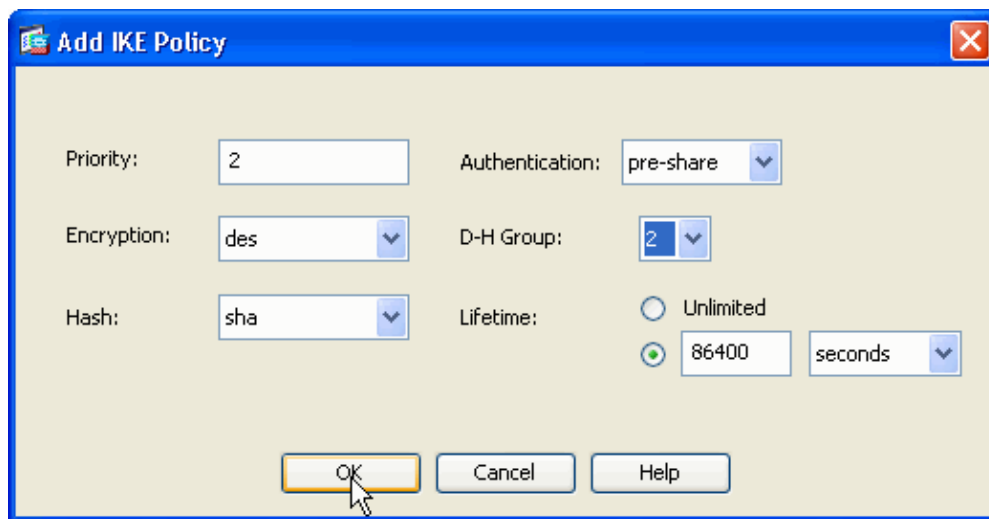 Add IKE Policy
Priority: 2 Authentication: pre-share
Encryption: des D-H Group: 2
Hash: sha Lifetime: Unlimited
86400 seconds
OK Cancel Help